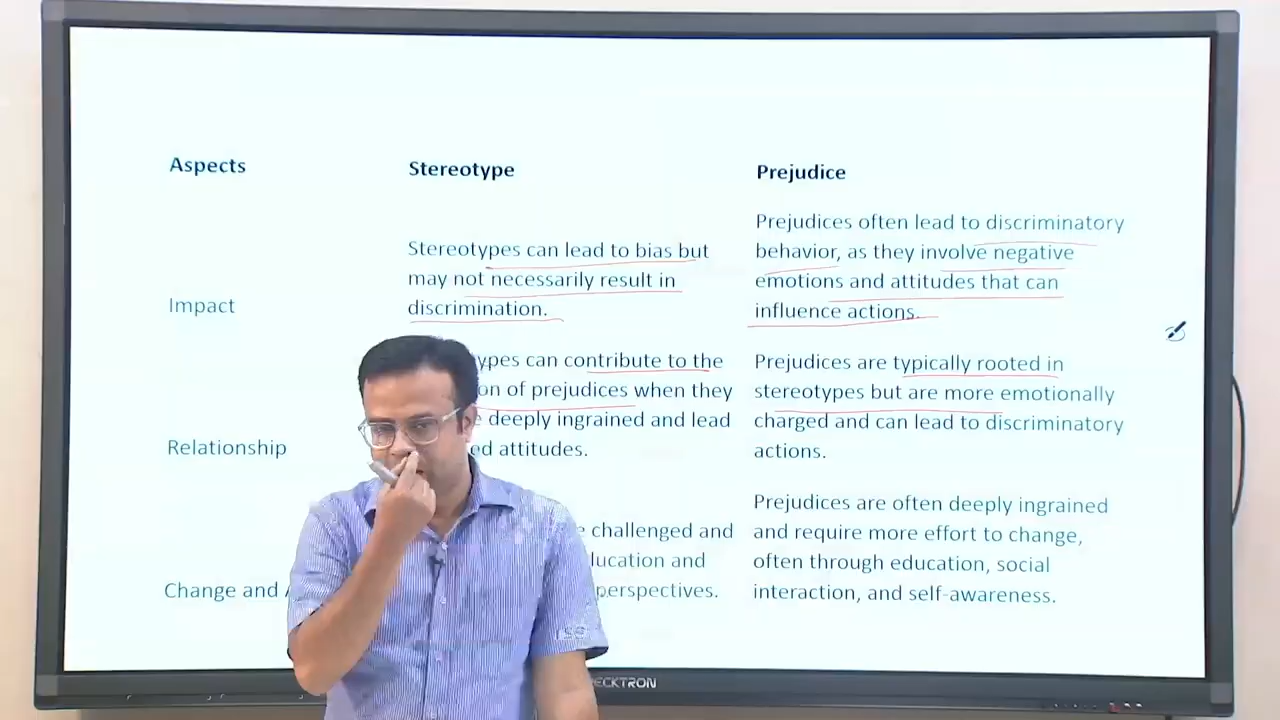 Aspects
Stereotype
Prejudice
Impact
Stereotypes can lead to bias but
may not necessarily result in
discrimination.
Prejudices often lead to discriminatory
behavior, as they involve negative
emotions and attitudes that can
influence actions.
Relationship
can contribute to the
of prejudices when they
deeply ingrained and lead
attitudes.
Prejudices are typically rooted in
stereotypes but are more emotionally
charged and can lead to discriminatory
actions.
Change and
challenged and
and
perspectives.
Prejudices are often deeply ingrained
and require more effort to change,
often through education, social
interaction, and self-awareness.